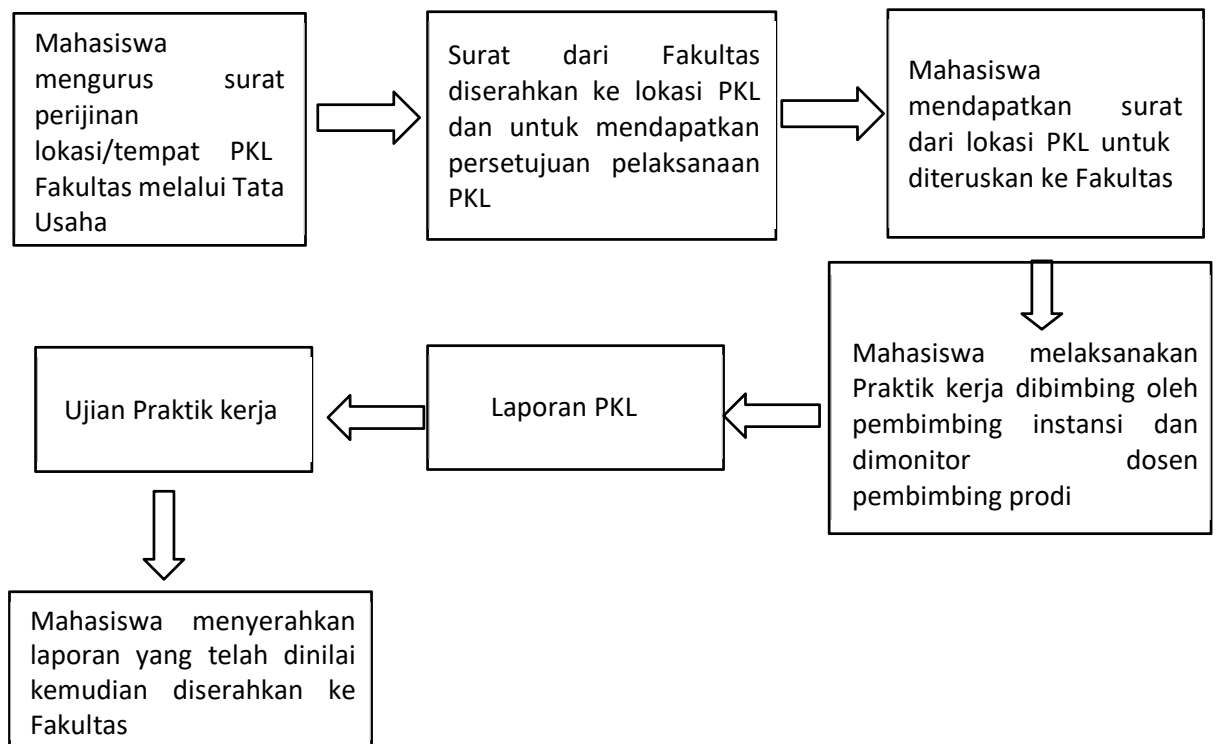 Mahasiswa
mengurus surat
perijinan
lokasi/tempat PKL
Fakultas melalui Tata
Usaha
Surat dari Fakultas
diserahkan ke lokasi PKL
dan untuk mendapatkan
persetujuan pelaksanaan
PKL
Mahasiswa
mendapatkan surat
dari lokasi PKL untuk
diteruskan ke Fakultas
Mahasiswa melaksanakan
Praktik kerja dibimbing oleh
pembimbing instansi dan
dimonitor dosen
pembimbing prodi
Laporan PKL
Ujian Praktik kerja
Mahasiswa menyerahkan
laporan yang telah dinilai
kemudian diserahkan ke
Fakultas